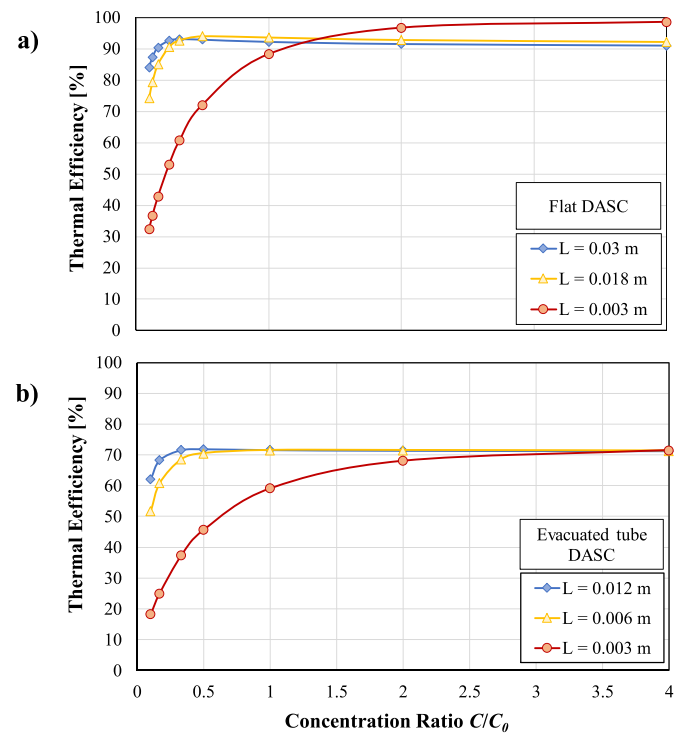 a)
Thermal Efficiency [%]
100
90
80
70
60
50
40
30
20
10
0
Flat DASC
L = 0.03 m
L = 0.018 m
L = 0.003 m
b)
Thermal Eefficiency [%]
100
90
80
70
60
50
40
30
20
10
0
Evacuated tube
DASC
L = 0.012 m
L = 0.006 m
L = 0.003 m
0 0.5 1 1.5 2 2.5 3 3.5 4
Concentration Ratio C/C0